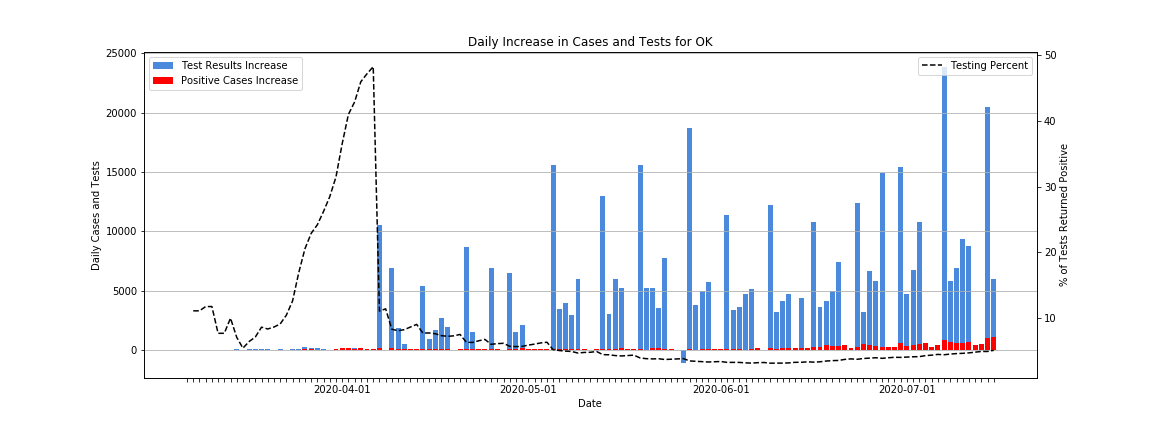 Daily Increase in Cases and Tests for OK
Test Results Increase
Positive Cases Increase
Testing Percent
Daily Cases and Tests
25000
20000
15000
10000
5000
0
% of Tests Returned Positive
50
40
30
20
10
2020-04-01
2020-05-01
2020-06-01
2020-07-01
Date